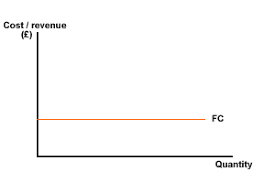 Cost / revenue
(£)
FC
Quantity